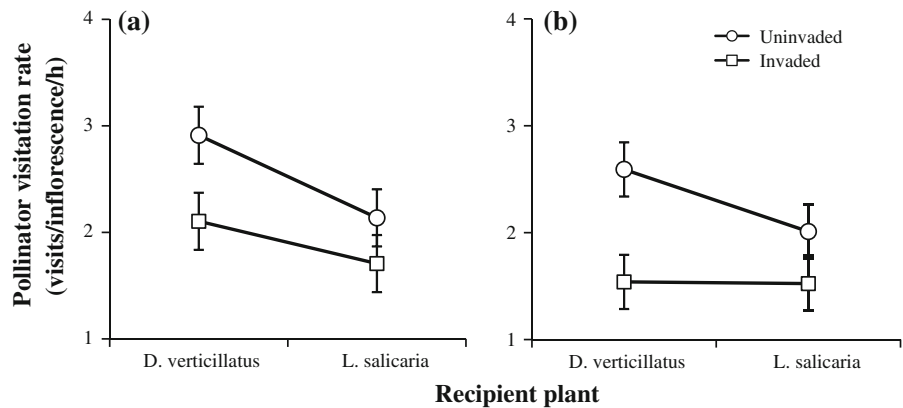 (a)
(b)
Pollinator visitation rate
(visits/inflorescence/h)
4
3
2
1
4
3
2
1
Uninvaded
Invaded
D. verticillatus
L. salicaria
D. verticillatus
L. salicaria
Recipient plant